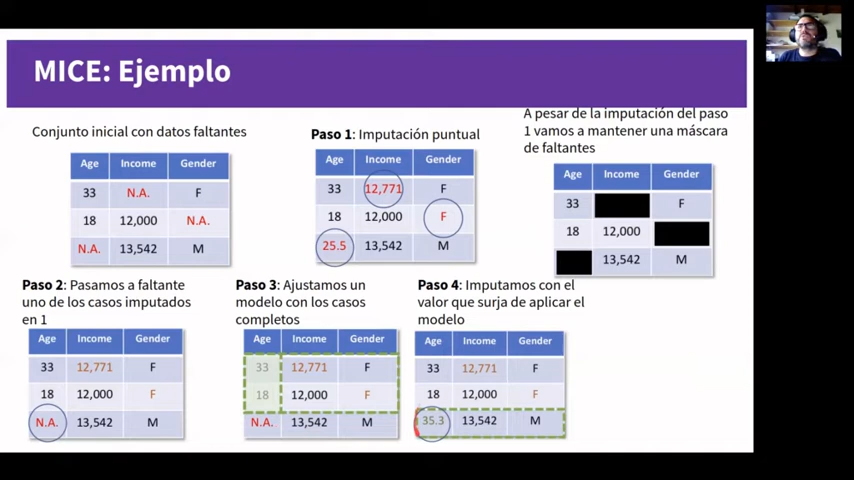 MICE: Ejemplo
Conjunto inicial con datos faltantes
Age Income Gender
33 N.A. F
18 12,000 N.A.
N.A. 13,542 M
Paso 1: Imputación puntual
Age Income Gender
33 12,771 F
18 12,000 F
25.5 13,542 M
A pesar de la imputación del paso
1 vamos a mantener una máscara
de faltantes
Age Income Gender
33 F
18 12,000
13,542 M
Paso 2: Pasamos a faltante
uno de los casos imputados
en 1
Age Income Gender
33 12,771 F
18 12,000 F
N.A. 13,542 M
Paso 3: Ajustamos un
modelo con los casos
completos
Age Income Gender
33 12,771 F
18 12,000 F
N.A. 13,542 M
Paso 4: Imputamos con el
valor que surja de aplicar el
modelo
Age Income Gender
33 12,771 F
18 12,000 F
35.3 13,542 M